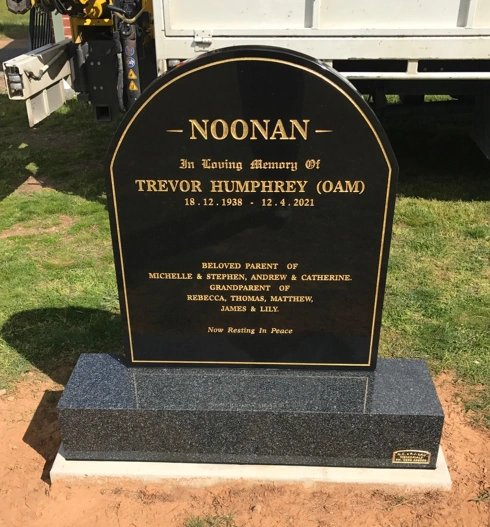 - NOONAN -
In Loving Memory Of
TREVOR HUMPHREY (OAM)
18.12.1938 - 12.4.2021
BELOVED PARENT OF
MICHELLE & STEPHEN, ANDREW & CATHERINE.
GRANDPARENT OF
REBECCA, THOMAS, MATTHEW,
JAMES & LILY.
Now Resting In Peace